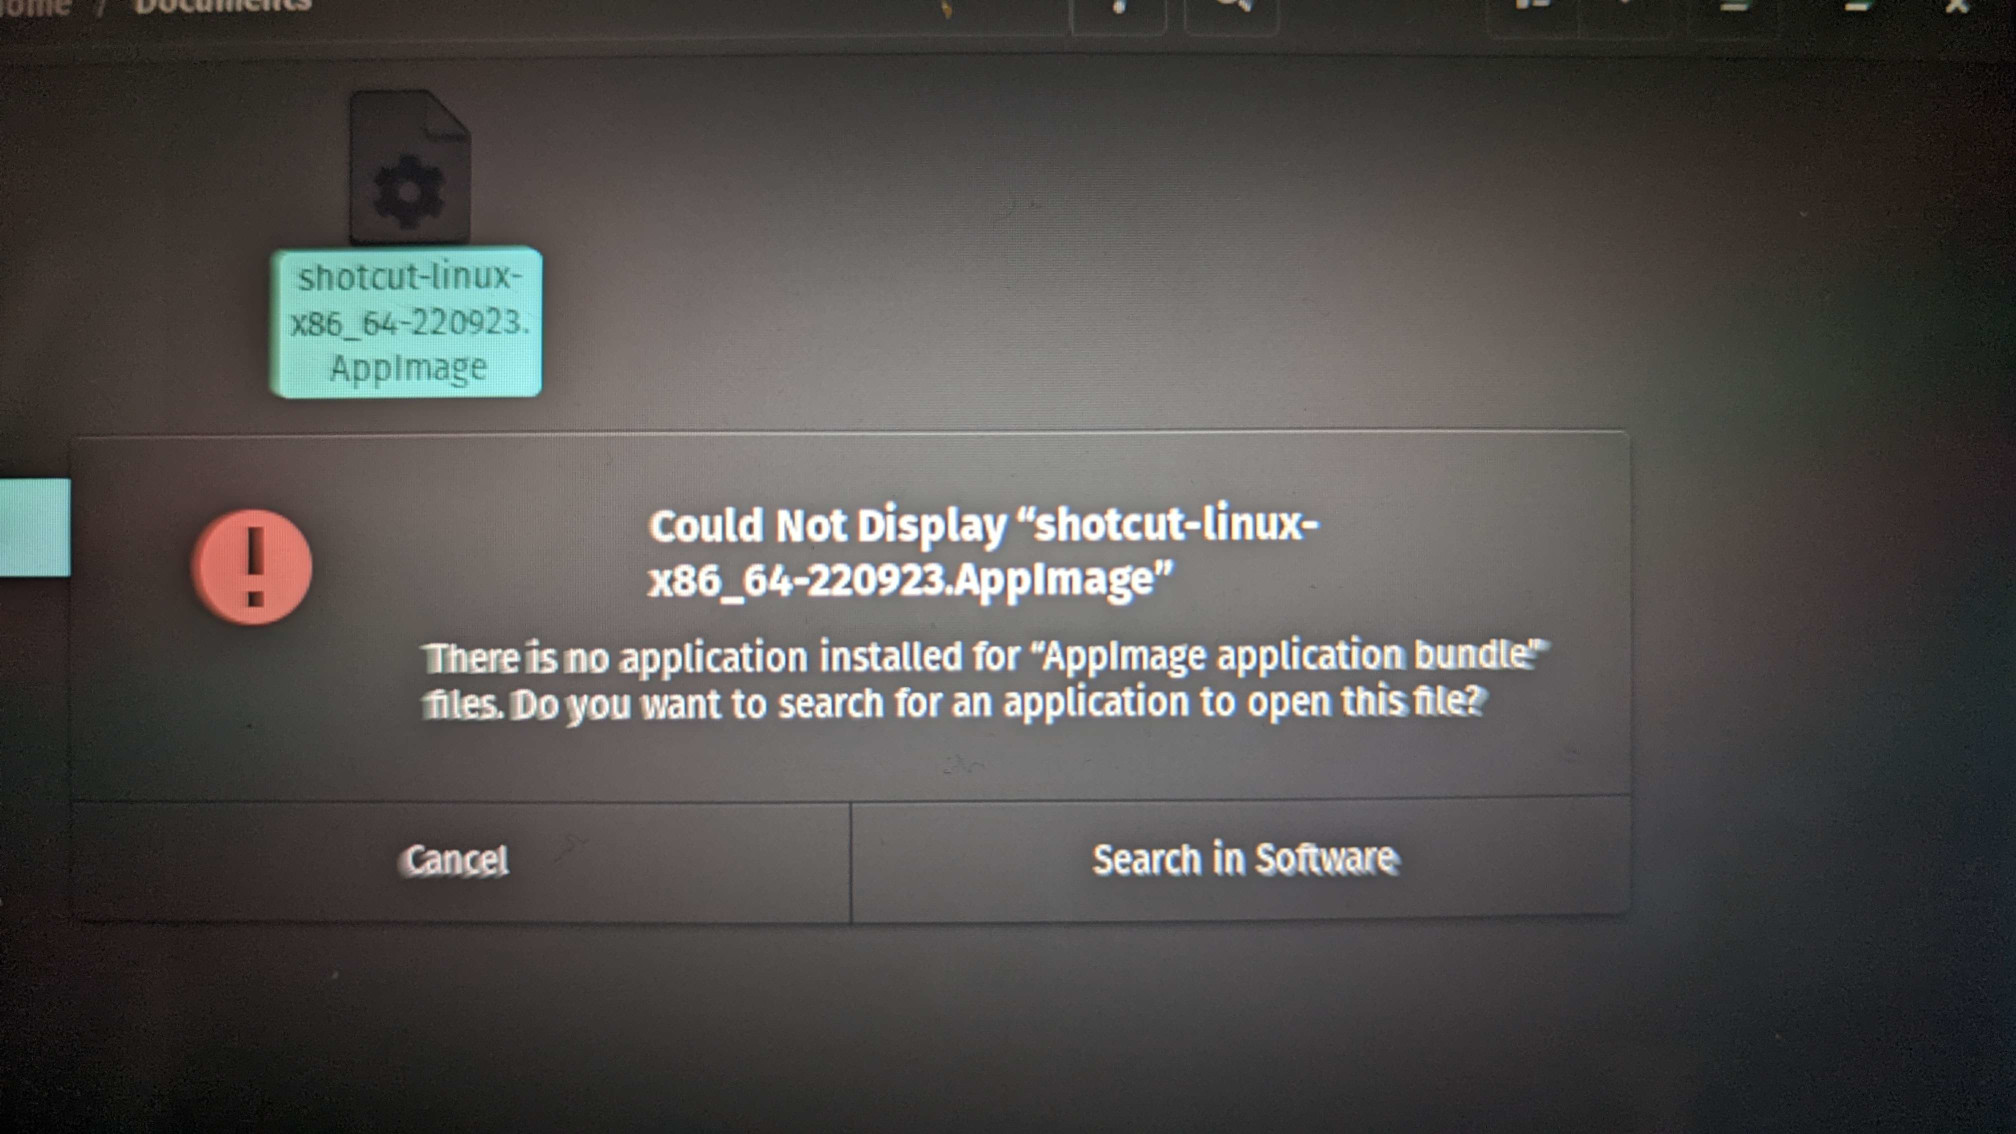 Home / Documents
shotcut-linux-
x86_64-220923.
AppImage
Could Not Display “shotcut-linux-
x86_64-220923.AppImage”
There is no application installed for “AppImage application bundle”
files. Do you want to search for an application to open this file?
Cancel
Search in Software